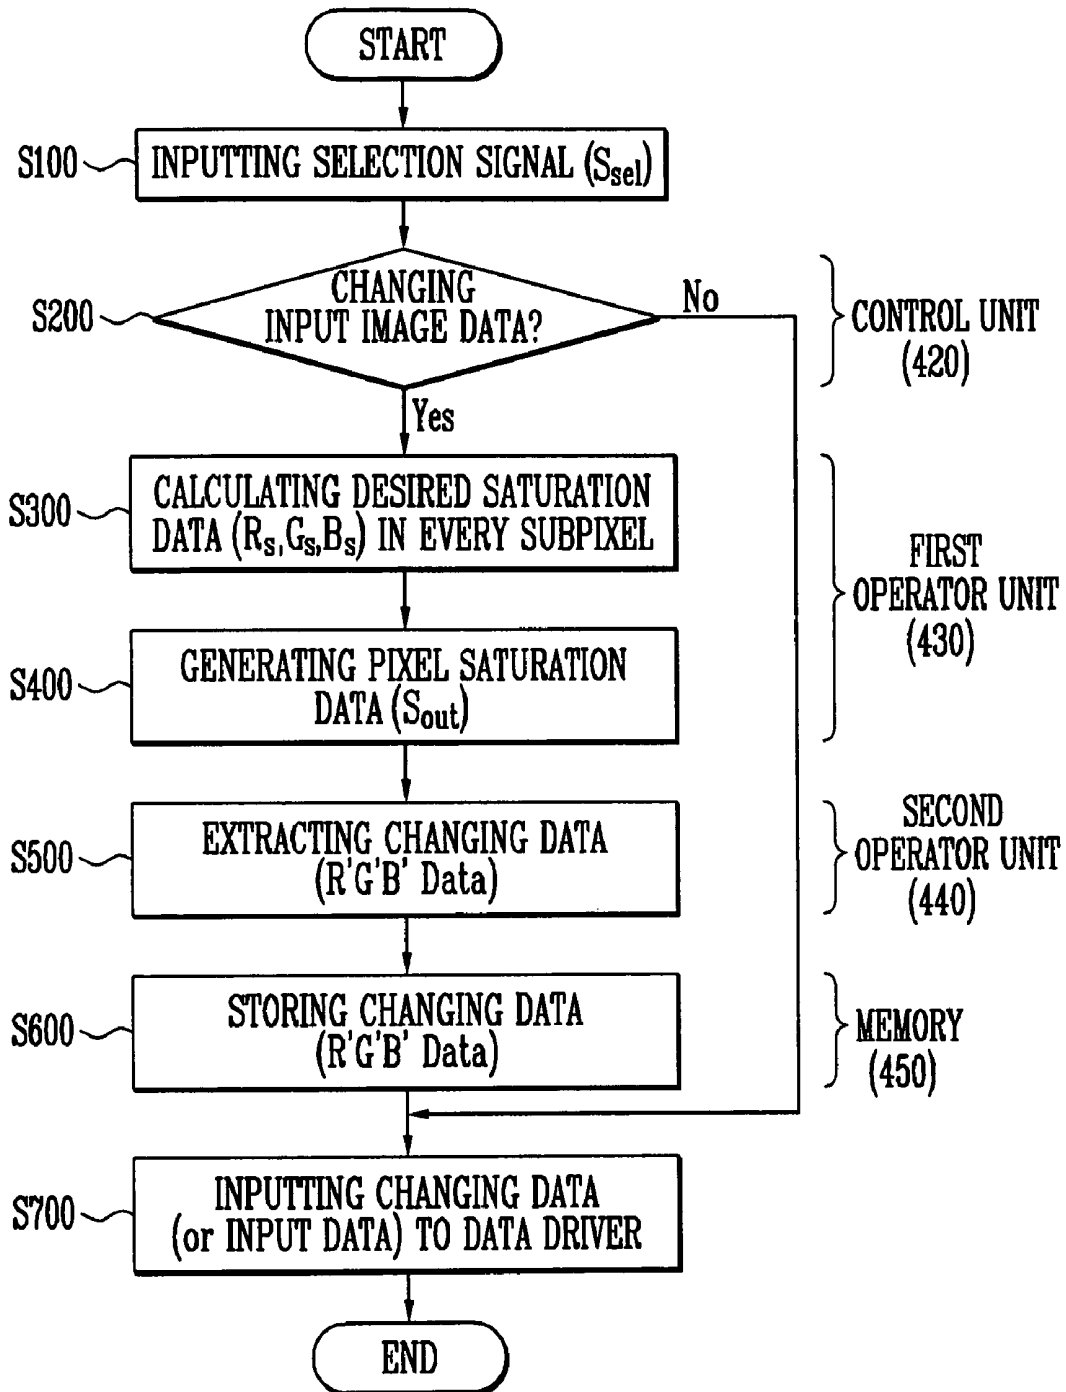 START
S100
INPUTTING SELECTION SIGNAL (Ssel)
S200
CHANGING
INPUT IMAGE DATA?
No
Yes
CONTROL UNIT
(420)
S300
CALCULATING DESIRED SATURATION
DATA (Rs,Gs,Bs) IN EVERY SUBPIXEL
S400
GENERATING PIXEL SATURATION
DATA (Sout)
FIRST
OPERATOR UNIT
(430)
S500
EXTRACTING CHANGING DATA
(R'G'B' Data)
SECOND
OPERATOR UNIT
(440)
S600
STORING CHANGING DATA
(R'G'B' Data)
MEMORY
(450)
S700
INPUTTING CHANGING DATA
(or INPUT DATA) TO DATA DRIVER
END